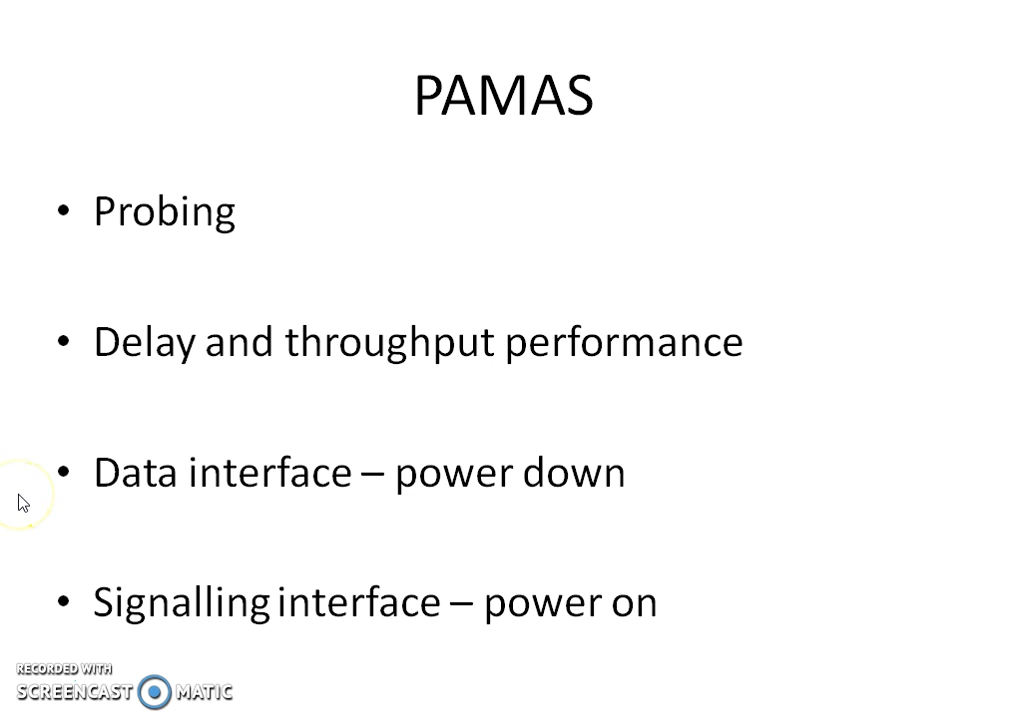 PAMAS
• Probing
• Delay and throughput performance
• Data interface – power down
• Signalling interface – power on
RECORDED WITH
SCREENCAST MATIC